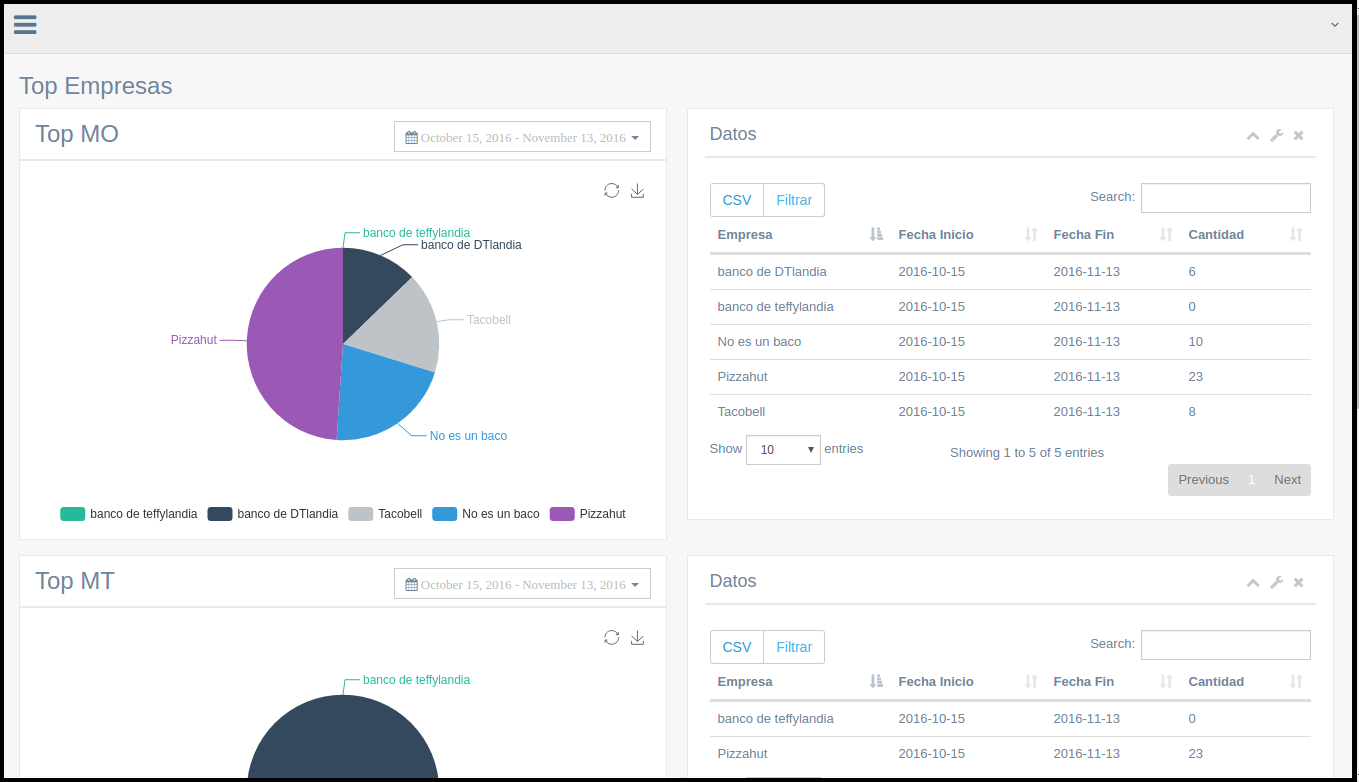 Top Empresas
Top MO
October 15, 2016 - November 13, 2016
banco de teffylandia
banco de DTlandia
Tacobell
Pizzahut
No es un baco
banco de teffylandia banco de DTlandia Tacobell No es un baco Pizzahut
Datos
CSV Filtrar
Search:
Empresa Fecha Inicio Fecha Fin Cantidad
banco de DTlandia 2016-10-15 2016-11-13 6
banco de teffylandia 2016-10-15 2016-11-13 0
No es un baco 2016-10-15 2016-11-13 10
Pizzahut 2016-10-15 2016-11-13 23
Tacobell 2016-10-15 2016-11-13 8
Show 10 entries
Showing 1 to 5 of 5 entries
Previous 1 Next
Top MT
October 15, 2016 - November 13, 2016
banco de teffylandia
Datos
CSV Filtrar
Search:
Empresa Fecha Inicio Fecha Fin Cantidad
banco de teffylandia 2016-10-15 2016-11-13 0
Pizzahut 2016-10-15 2016-11-13 23